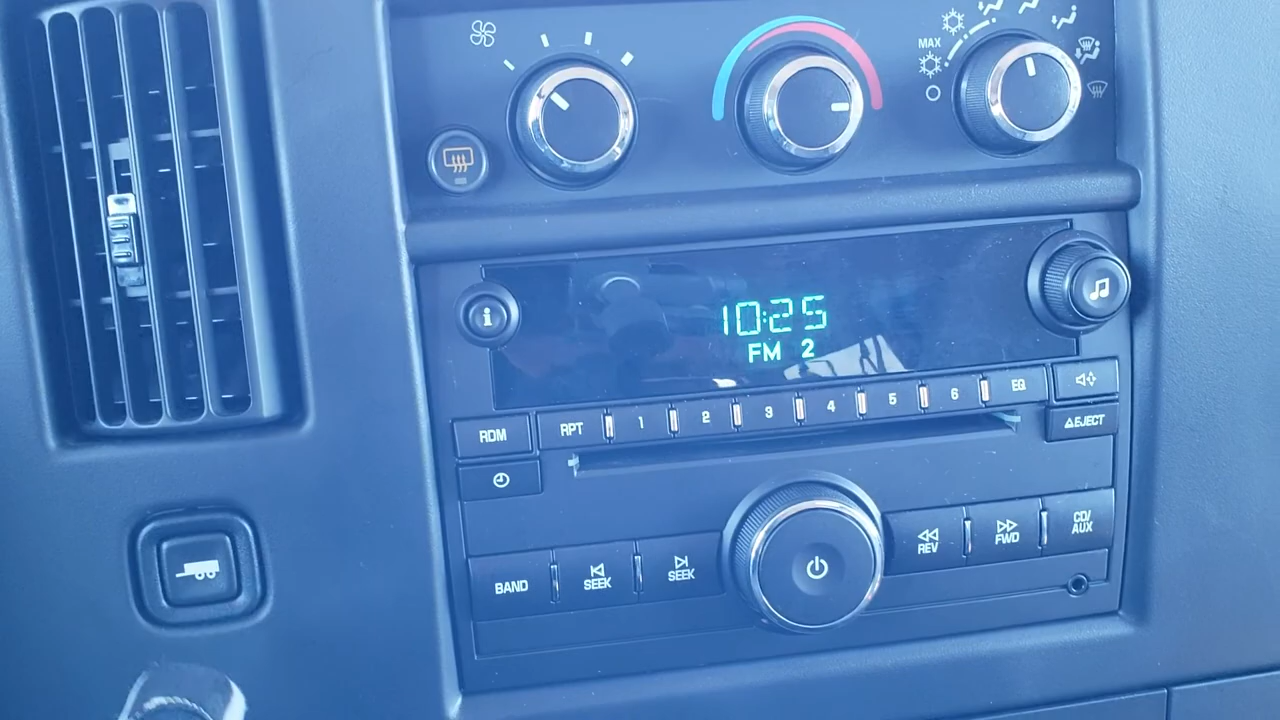 MAX
10:25
FM 2
RDM
RPT
1
2
3
4
5
6
EQ
EJECT
BAND
SEEK
SEEK
REV
FWD
CD/
AUX